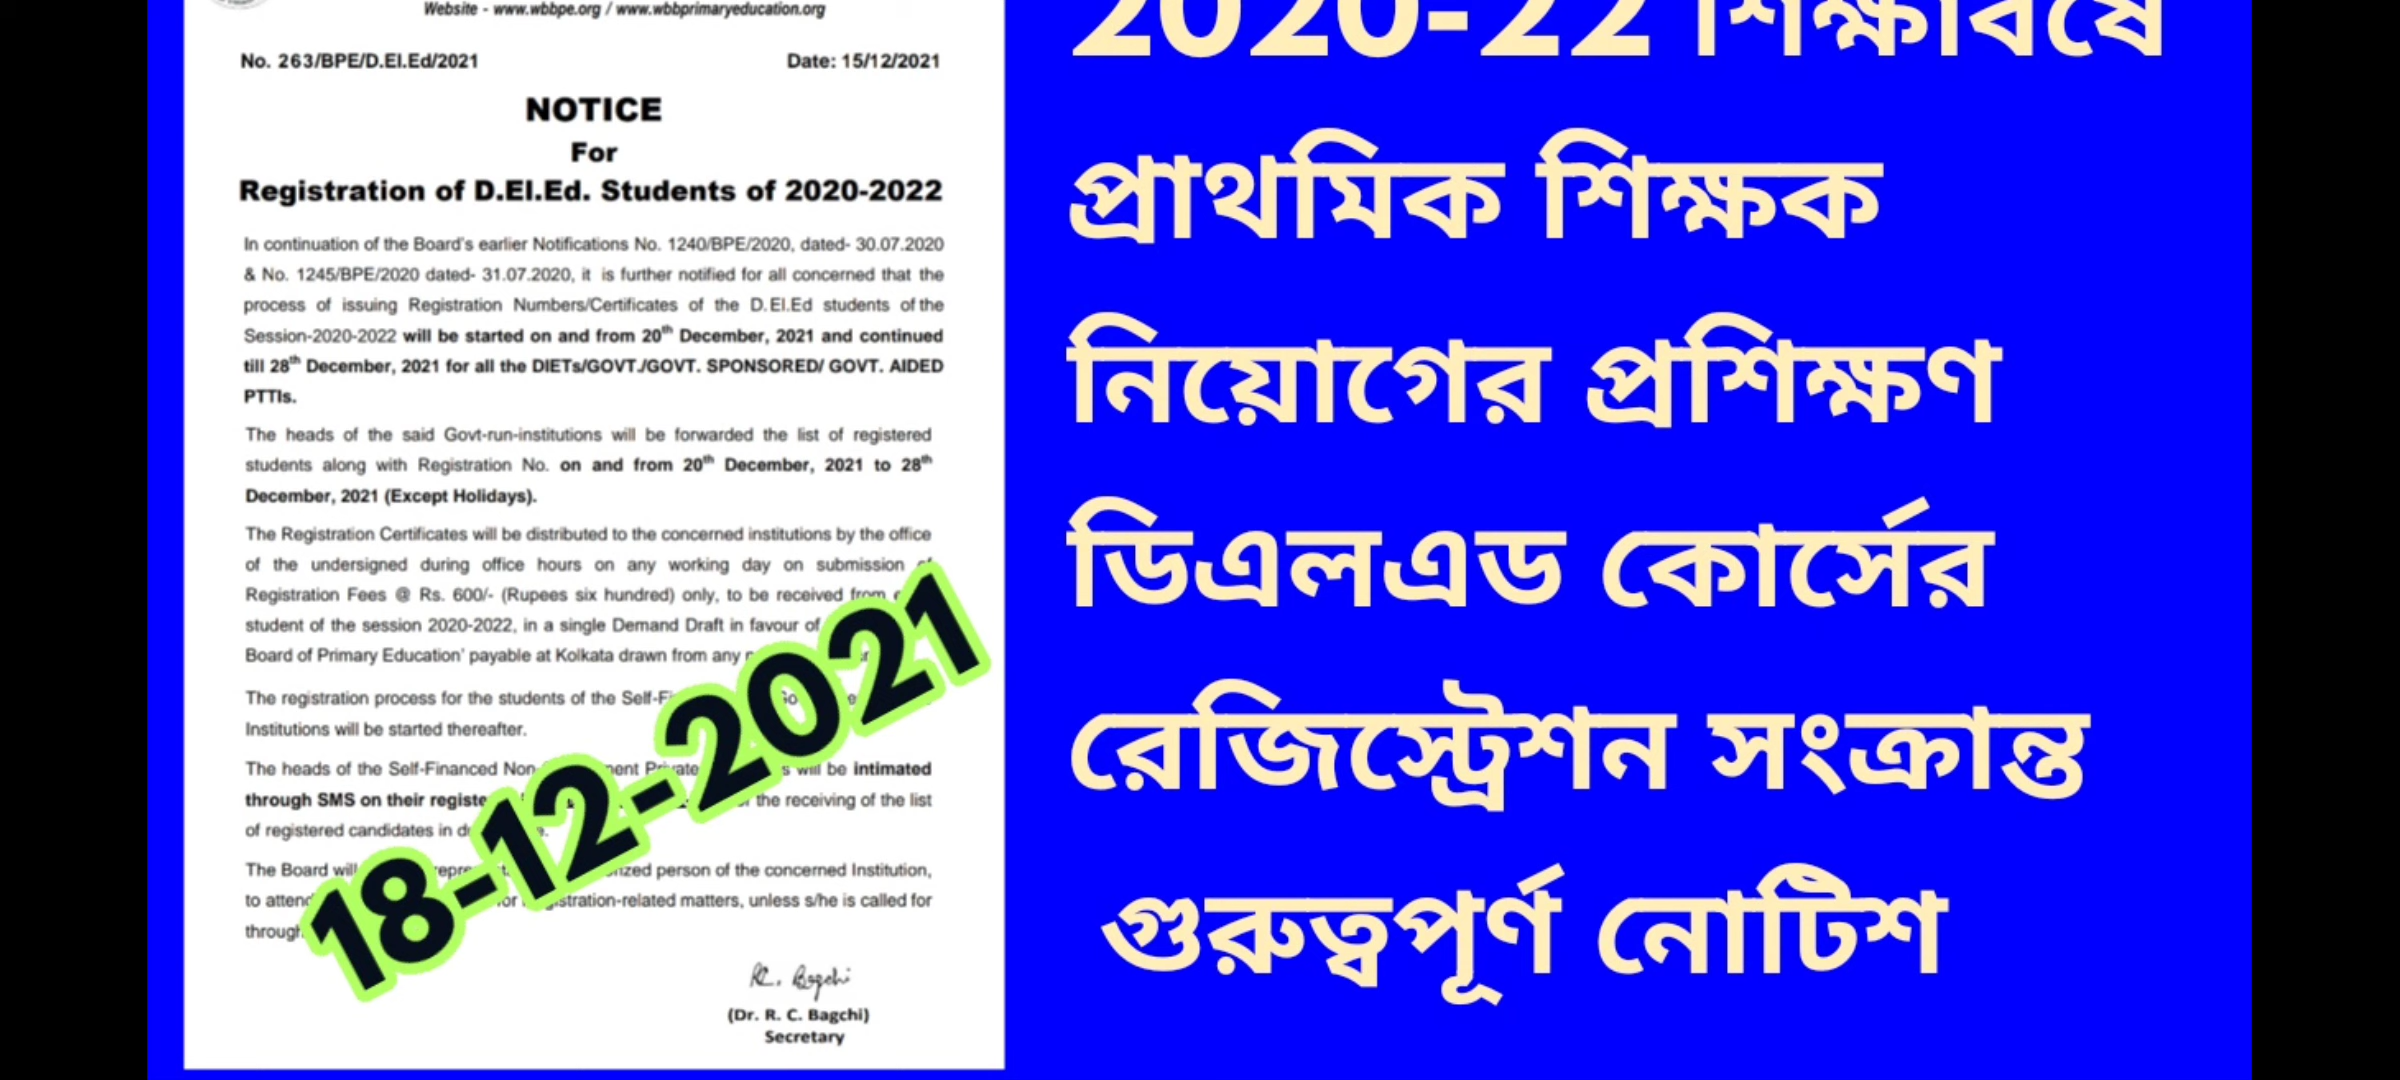 Website - www.wbbpe.org / www.wbbprimaryeducation.org
No. 263/BPE/D.El.Ed/2021 Date: 15/12/2021
NOTICE
For
Registration of D.El.Ed. Students of 2020-2022
In continuation of the Board's earlier Notifications No. 1240/BPE/2020, dated- 30.07.2020
& No. 1245/BPE/2020 dated- 31.07.2020, it is further notified for all concerned that the
process of issuing Registration Numbers/Certificates of the D.El.Ed students of the
Session-2020-2022 will be started on and from 20th December, 2021 and continued
till 28th December, 2021 for all the DIETs/GOVT./GOVT. SPONSORED/ GOVT. AIDED
PTTIs.
The heads of the said Govt-run-institutions will be forwarded the list of registered
students along with Registration No. on and from 20th December, 2021 to 28th
December, 2021 (Except Holidays).
The Registration Certificates will be distributed to the concerned institutions by the office
of the undersigned during office hours on any working day on submission of
Registration Fees @ Rs. 600/- (Rupees six hundred) only, to be received from
student of the session 2020-2022, in a single Demand Draft in favour of
Board of Primary Education' payable at Kolkata drawn from any
The registration process for the students of the
Institutions will be started thereafter.
The heads of the Self-Financed will be intimated
through SMS on their the receiving of the list
of registered candidates in
The Board will person of the concerned Institution,
to matters, unless s/he is called for
18-12-2021
R. C. Bagchi
(Dr. R. C. Bagchi)
Secretary
2020-22 শিক্ষাবর্ষে
প্রাথমিক শিক্ষক
নিয়োগের প্রশিক্ষণ
ডিএলএড কোর্সের
রেজিস্ট্রেশন সংক্রান্ত
গুরুত্বপূর্ণ নোটিশ